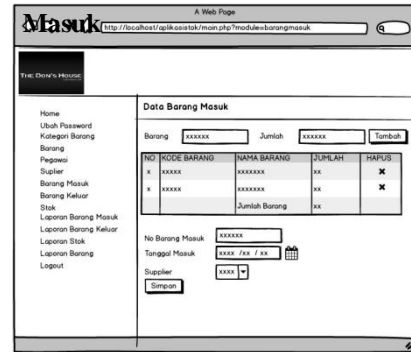 A Web Page
Masuk
http://localhost/aplikasistok/main.php?module=barangmasuk
THE DON'S HOUSE
Home
Ubah Password
Kategori Barang
Barang
Pegawai
Suplier
Barang Masuk
Barang Keluar
Stok
Laporan Barang Masuk
Laporan Barang Keluar
Laporan Stok
Laporan Barang
Logout
Data Barang Masuk
Barang xxxxxx Jumlah xxxxxx Tambah
NO KODE BARANG NAMA BARANG JUMLAH HAPUS
x xxxxx xxxxxxx xx
x xxxxx xxxxxxx xx
Jumlah Barang xx
No Barang Masuk xxxxxx
Tanggal Masuk xxxx /xx / xx
Supplier xxxx
Simpan